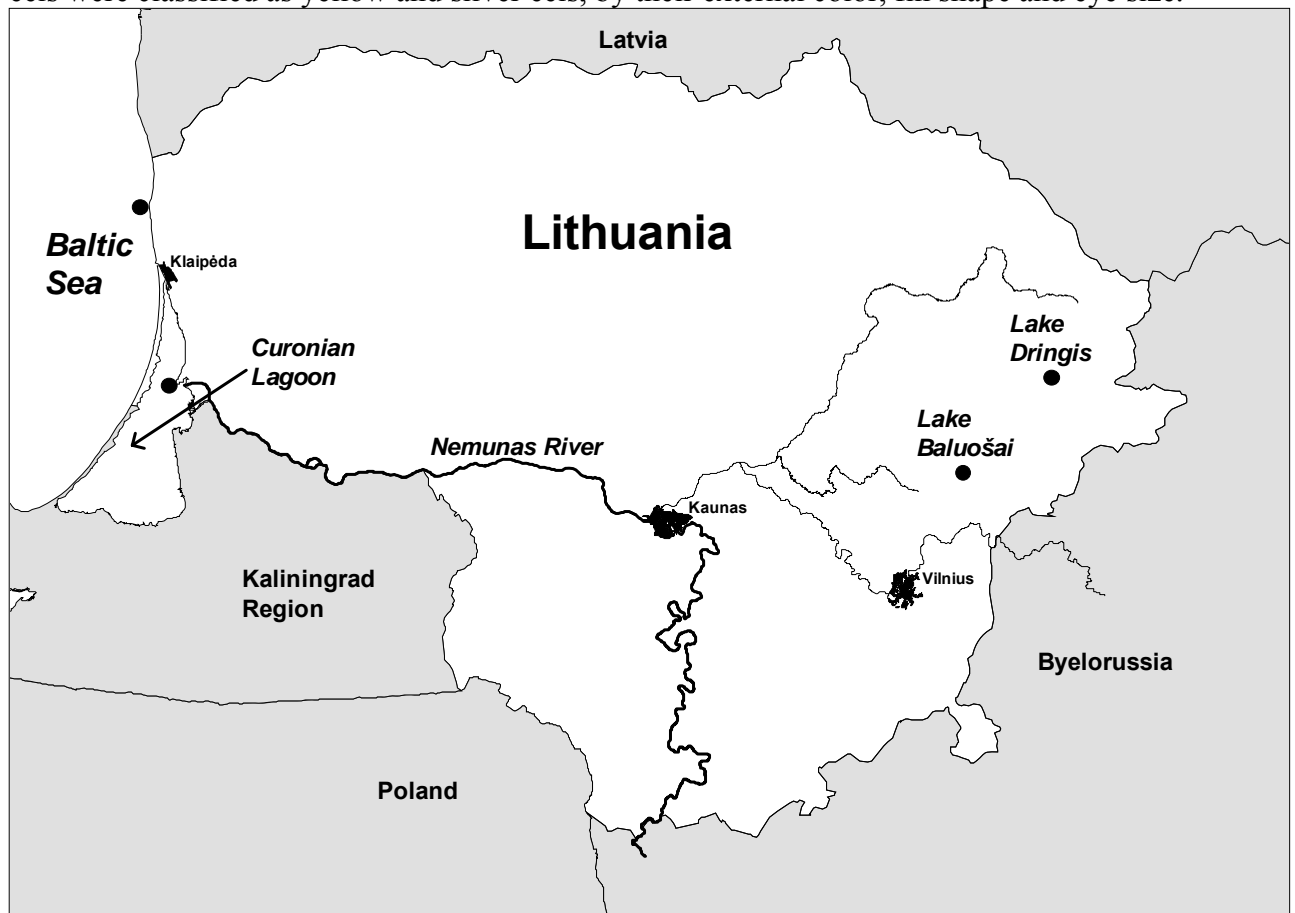 eels were classified as yellow and silver eels, by their external color, fin shape and eye size.
Latvia
Lithuania
Baltic
Sea
Klaipėda
Curonian
Lagoon
Lake
Dringis
Lake
Baluošai
Nemunas River
Kaunas
Vilnius
Kaliningrad
Region
Byelorussia
Poland